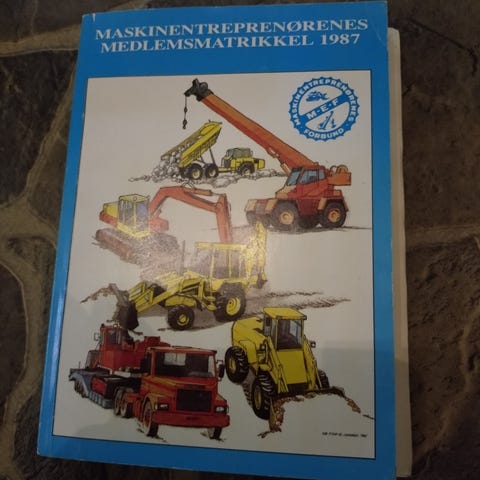 MASKINENTREPRENØRENES
MEDLEMSMATRIKKEL 1987
MASKINENTREPRENØRENES
M-E-F
FORBUND